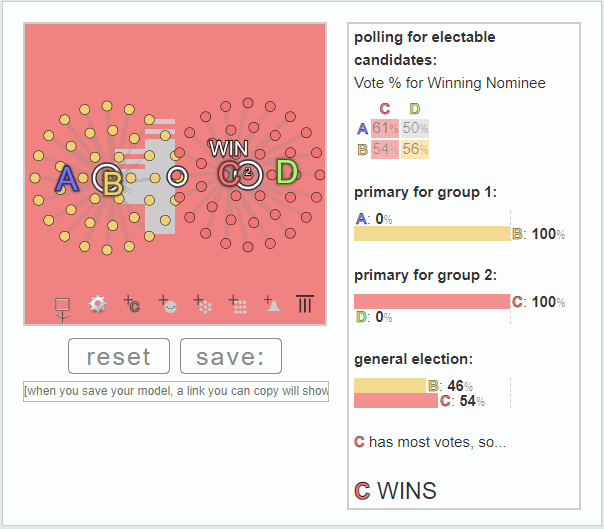 A
B
WIN
C
2
D
+C
+
+
+
+
reset
save:
[when you save your model, a link you can copy will show
polling for electable
candidates:
Vote % for Winning Nominee
C D
A 61% 50%
B 54% 56%
primary for group 1:
A: 0%
B: 100%
primary for group 2:
C: 100%
D: 0%
general election:
B: 46%
C: 54%
C has most votes, so...
C WINS